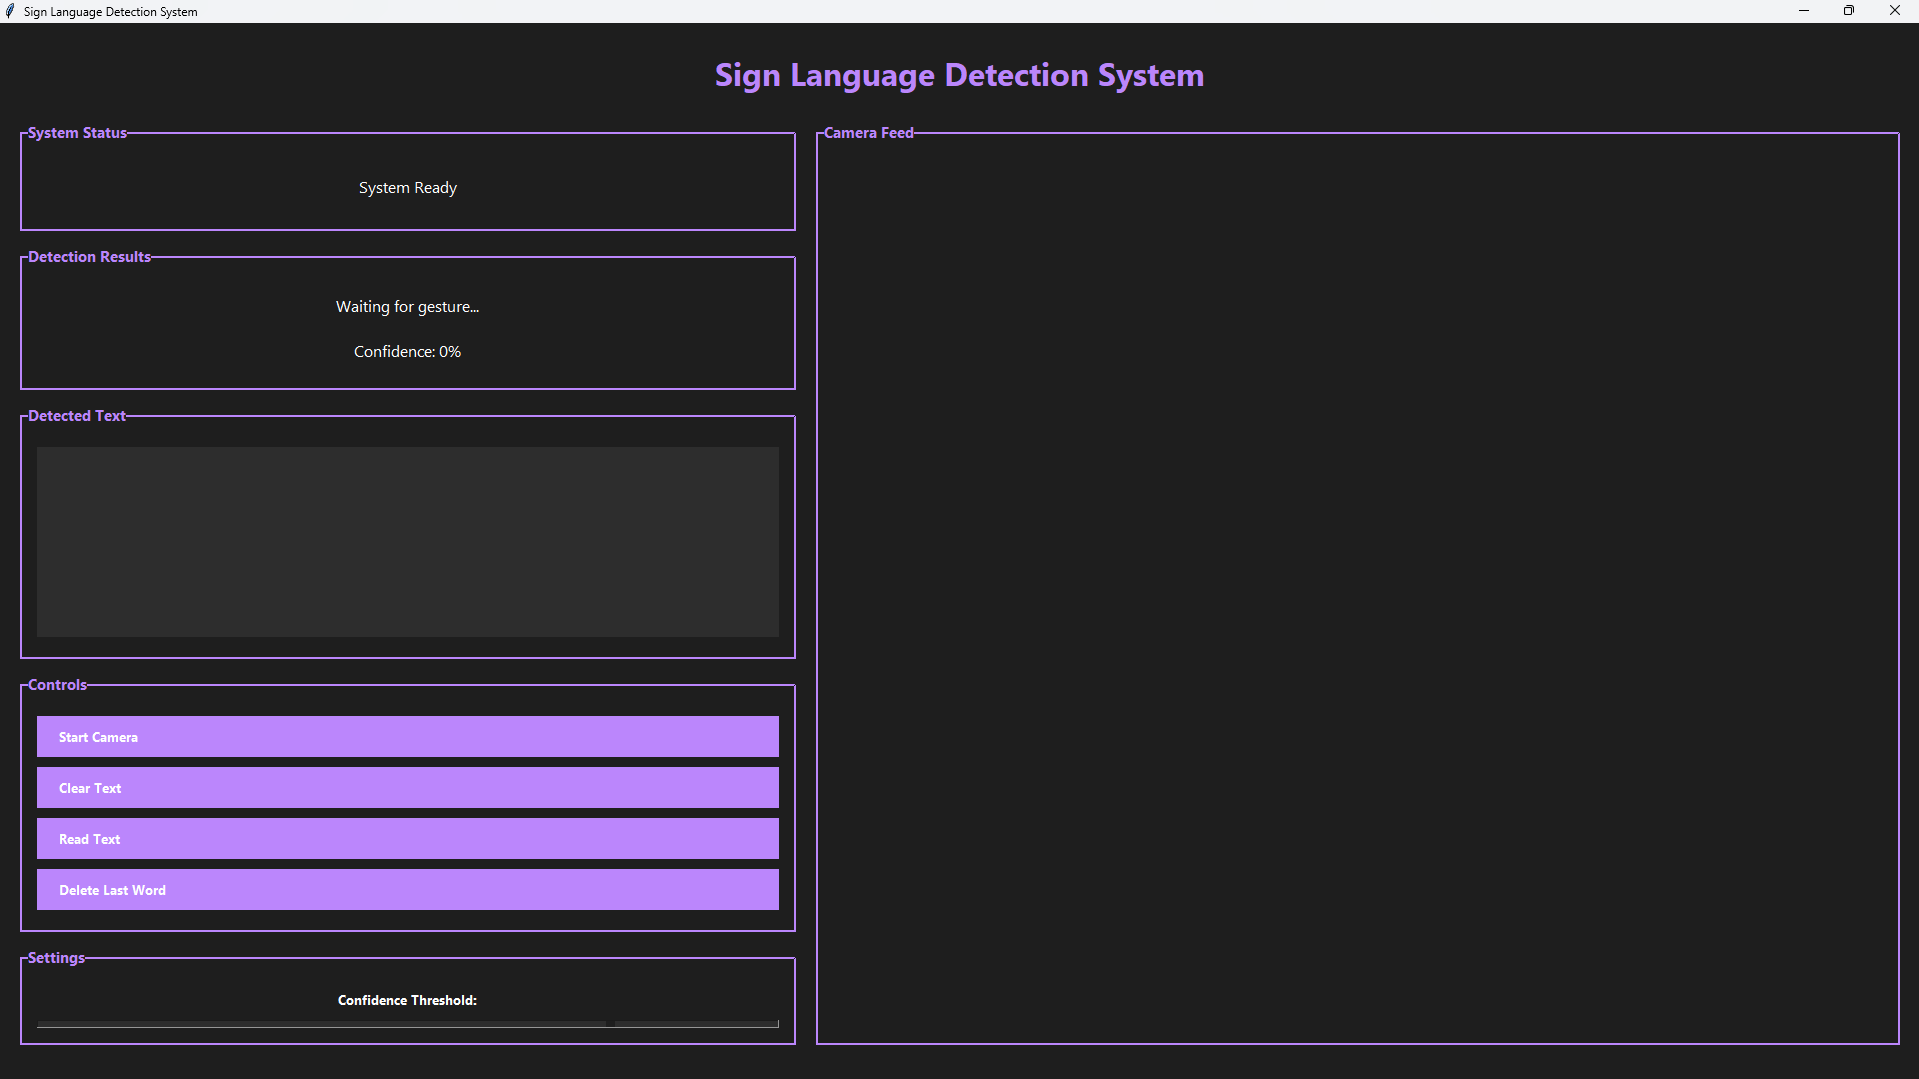 Sign Language Detection System
Sign Language Detection System
System Status
System Ready
Detection Results
Waiting for gesture...
Confidence: 0%
Detected Text
Controls
Start Camera
Clear Text
Read Text
Delete Last Word
Settings
Confidence Threshold:
Camera Feed